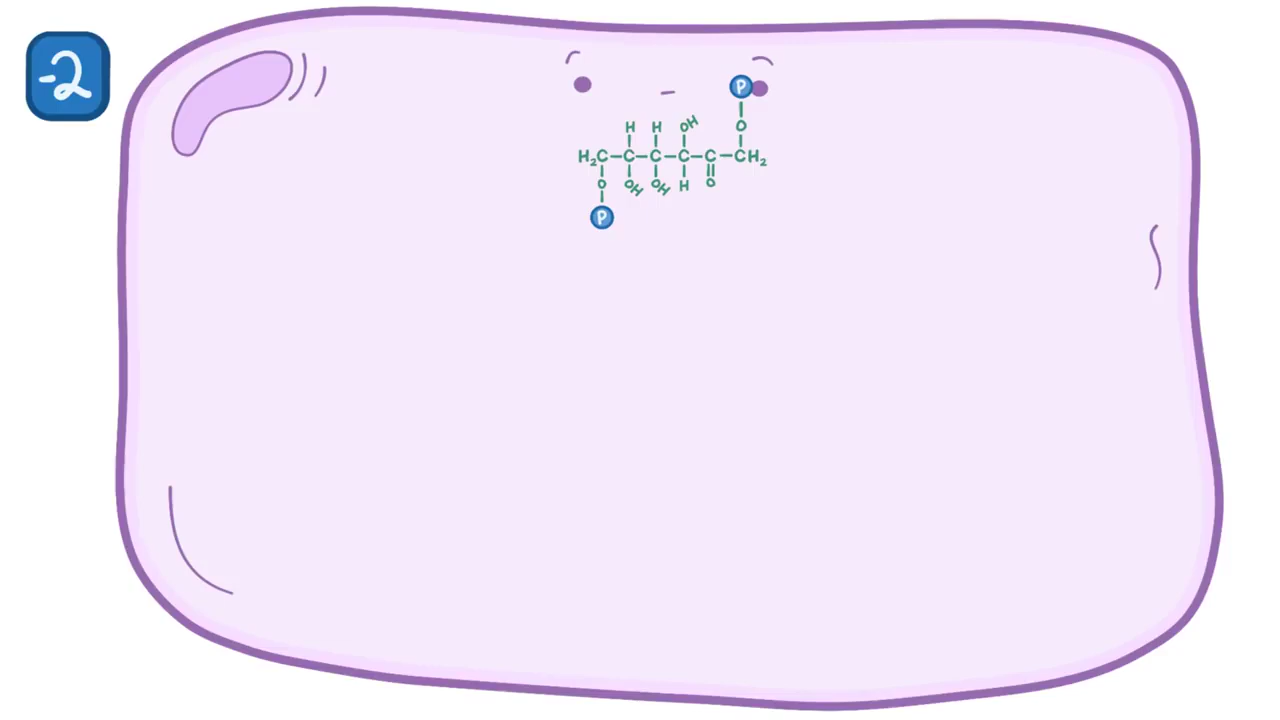 -2
P
H H OH O
H₂C-C-C-C-C-CH₂
O OH OH H O
P